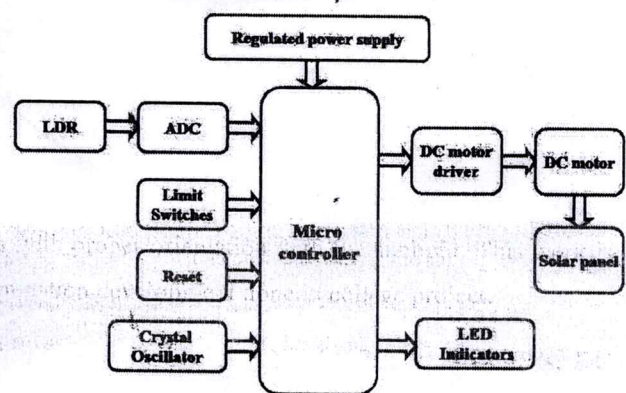 Regulated power supply
LDR
ADC
Limit
Switches
Reset
Crystal
Oscillator
Micro
controller
DC motor
driver
DC motor
Solar panel
LED
Indicators